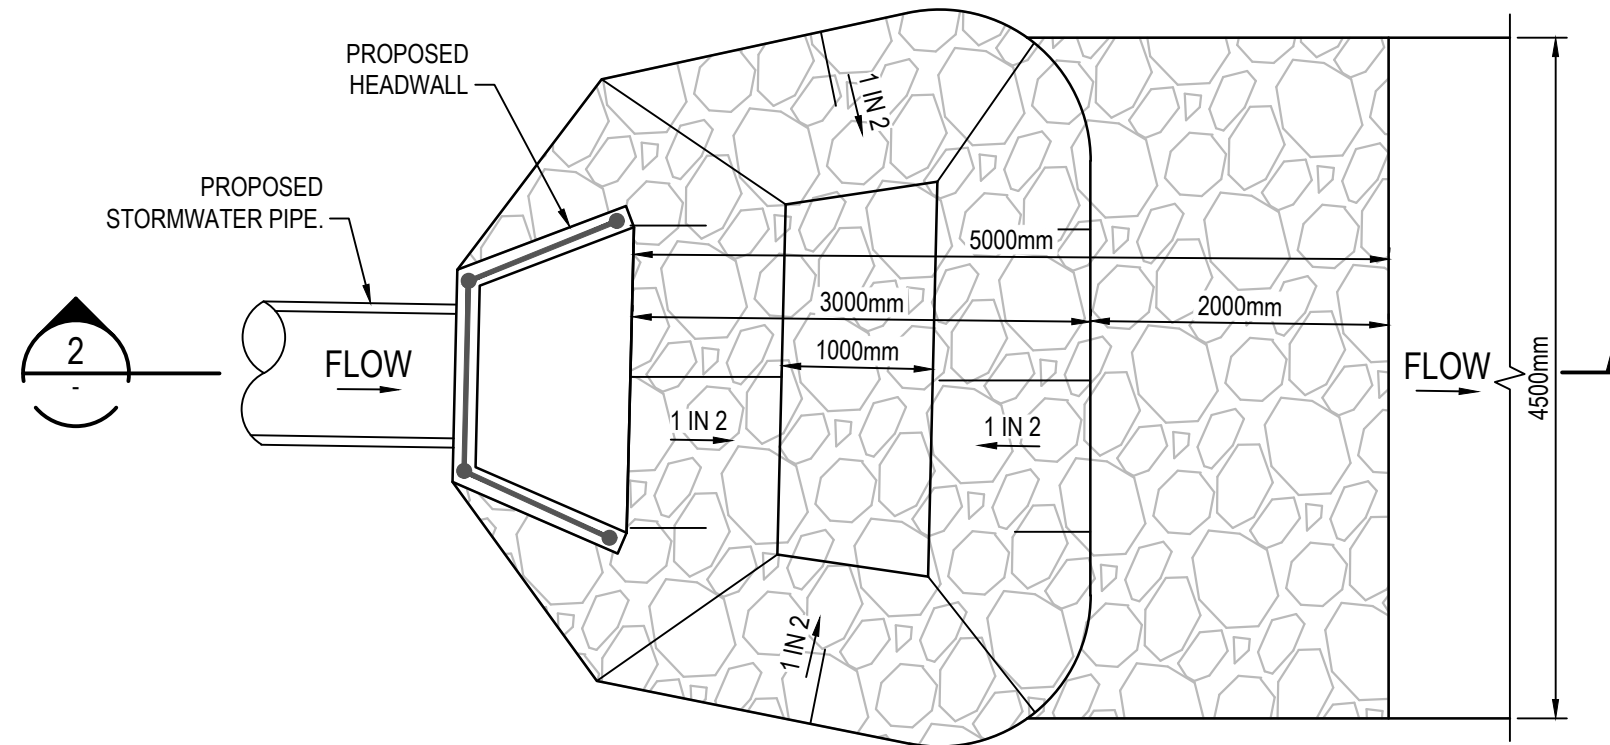 PROPOSED
HEADWALL
PROPOSED
STORMWATER PIPE.
1 IN 2
5000mm
3000mm
2000mm
1000mm
2
-
FLOW
FLOW
4500mm
1 IN 2
1 IN 2
1 IN 2